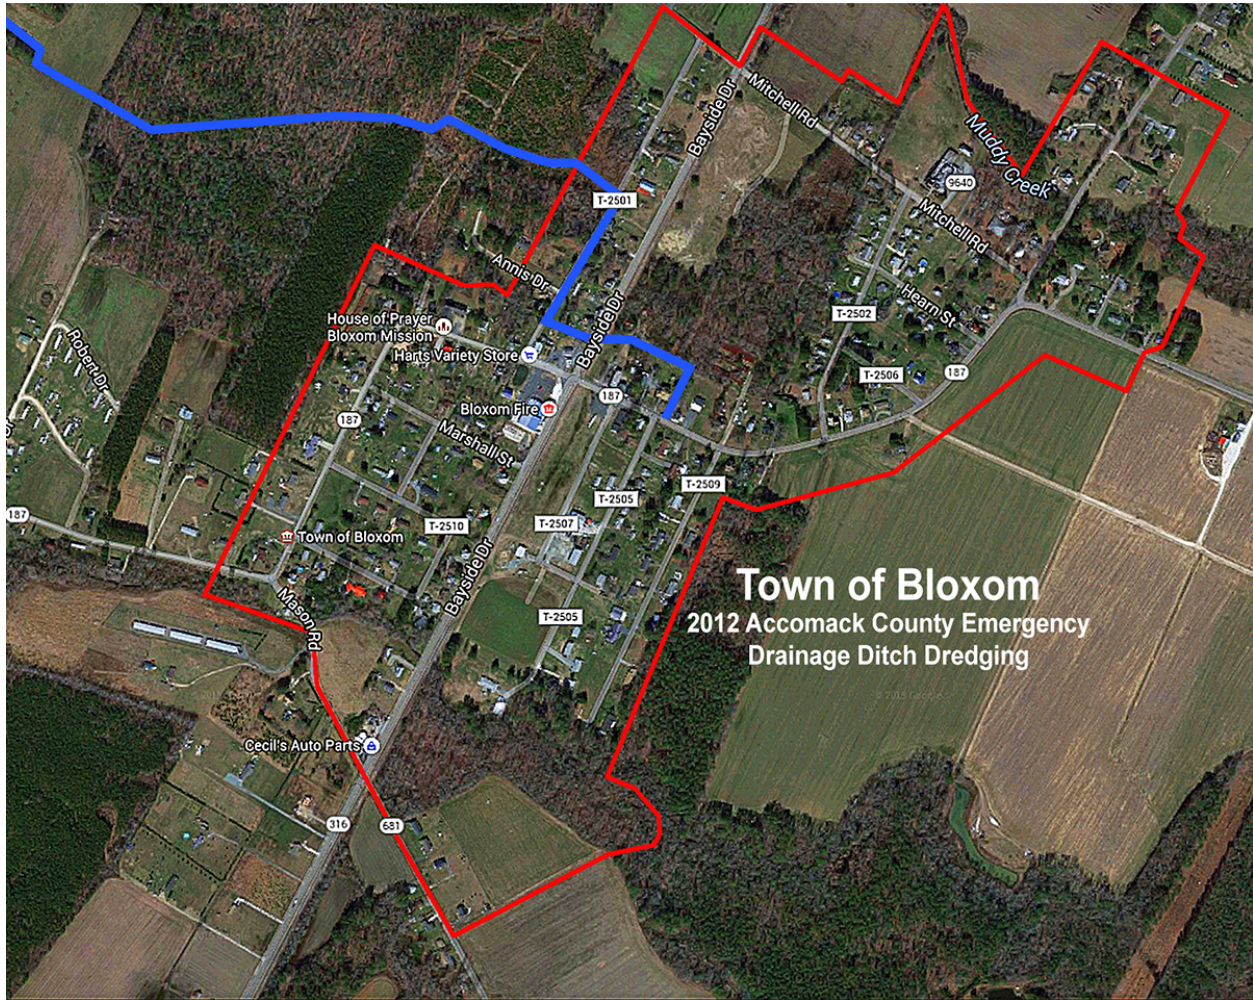 Bayside Dr
Mitchell Rd
Muddy Creek
9640
T-2501
Mitchell Rd
Annis Dr
Hearn St
T-2502
House of Prayer
Bloxom Mission
Bayside Dr
Harts Variety Store
Robert Dr
T-2506
187
187
Bloxom Fire
187
Marshall St
T-2509
T-2505
187
T-2507
T-2510
Town of Bloxom
Bayside Dr
Town of Bloxom
2012 Accomack County Emergency
Drainage Ditch Dredging
Mason Rd
T-2505
Cecil's Auto Parts
316
681